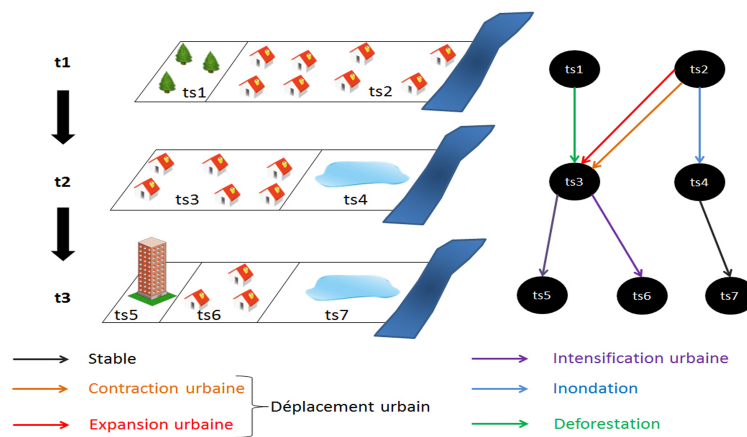 t1
ts1
ts2
t2
ts3
ts4
t3
ts5
ts6
ts7
ts1
ts2
ts3
ts4
ts5
ts6
ts7
Stable
Contraction urbaine
Expansion urbaine
Déplacement urbain
Intensification urbaine
Inondation
Deforestation